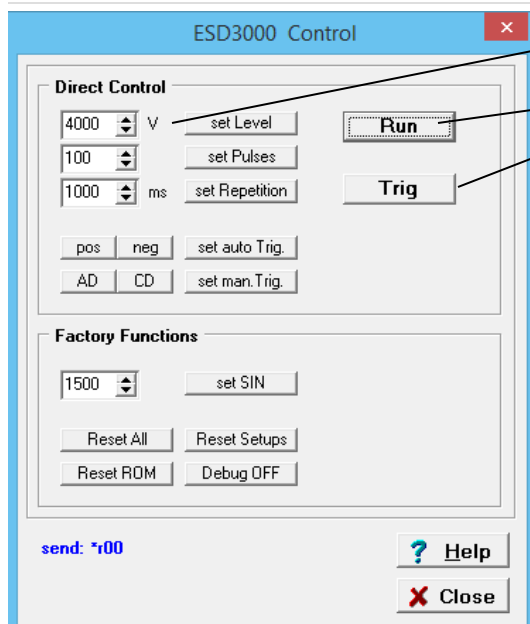 ESD3000 Control
Direct Control
4000 V set Level Run
100 set Pulses
1000 ms set Repetition Trig
pos neg set auto Trig.
AD CD set man.Trig.
Factory Functions
1500 set SIN
Reset All Reset Setups
Reset ROM Debug OFF
send: *r00
? Help
Close